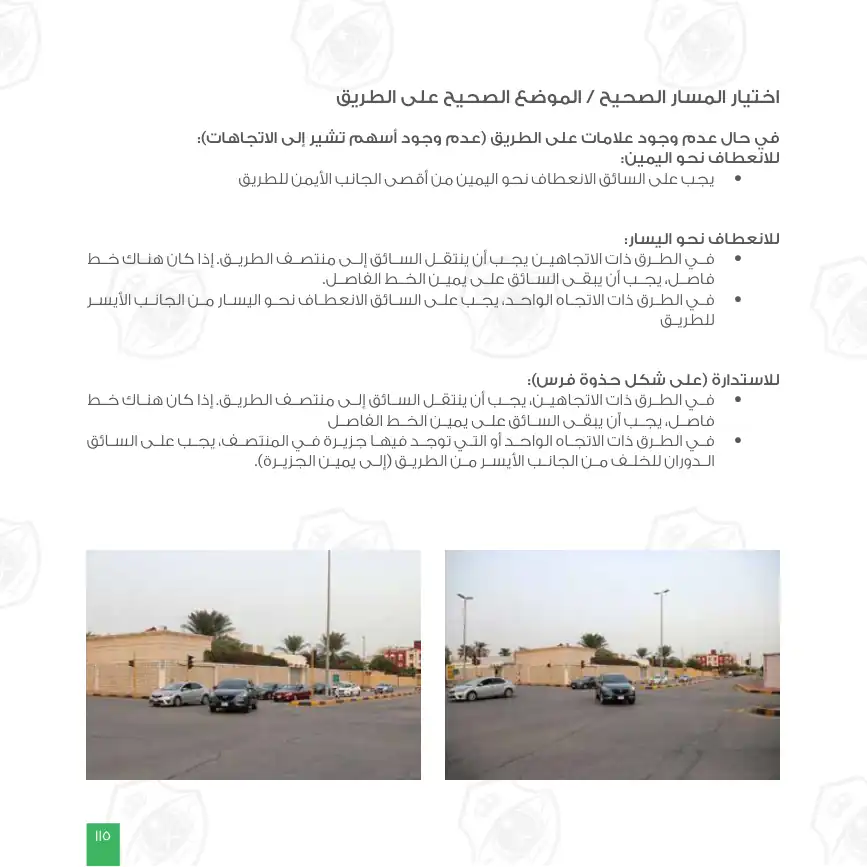 اختيار المسار الصحيح / الموضع الصحيح على الطريق
في حال عدم وجود علامات على الطريق (عدم وجود أسهم تشير إلى الاتجاهات):
للانعطاف نحو اليمين:
• يجب على السائق الانعطاف نحو اليمين من أقصى الجانب الأيمن للطريق
للانعطاف نحو اليسار:
• في الطرق ذات الاتجاهين يجب أن ينتقل السائق إلى منتصف الطريق. إذا كان هناك خط
فاصل، يجب أن يبقى السائق على يمين الخط الفاصل.
• في الطرق ذات الاتجاه الواحد، يجب على السائق الانعطاف نحو اليسار من الجانب الأيسر
للطريق
للاستدارة (على شكل حذوة فرس):
• في الطرق ذات الاتجاهين، يجب أن ينتقل السائق إلى منتصف الطريق. إذا كان هناك خط
فاصل، يجب أن يبقى السائق على يمين الخط الفاصل
• في الطرق ذات الاتجاه الواحد أو التي توجد فيها جزيرة في المنتصف، يجب على السائق
الدوران للخلف من الجانب الأيسر من الطريق (إلى يمين الجزيرة).
١١٥